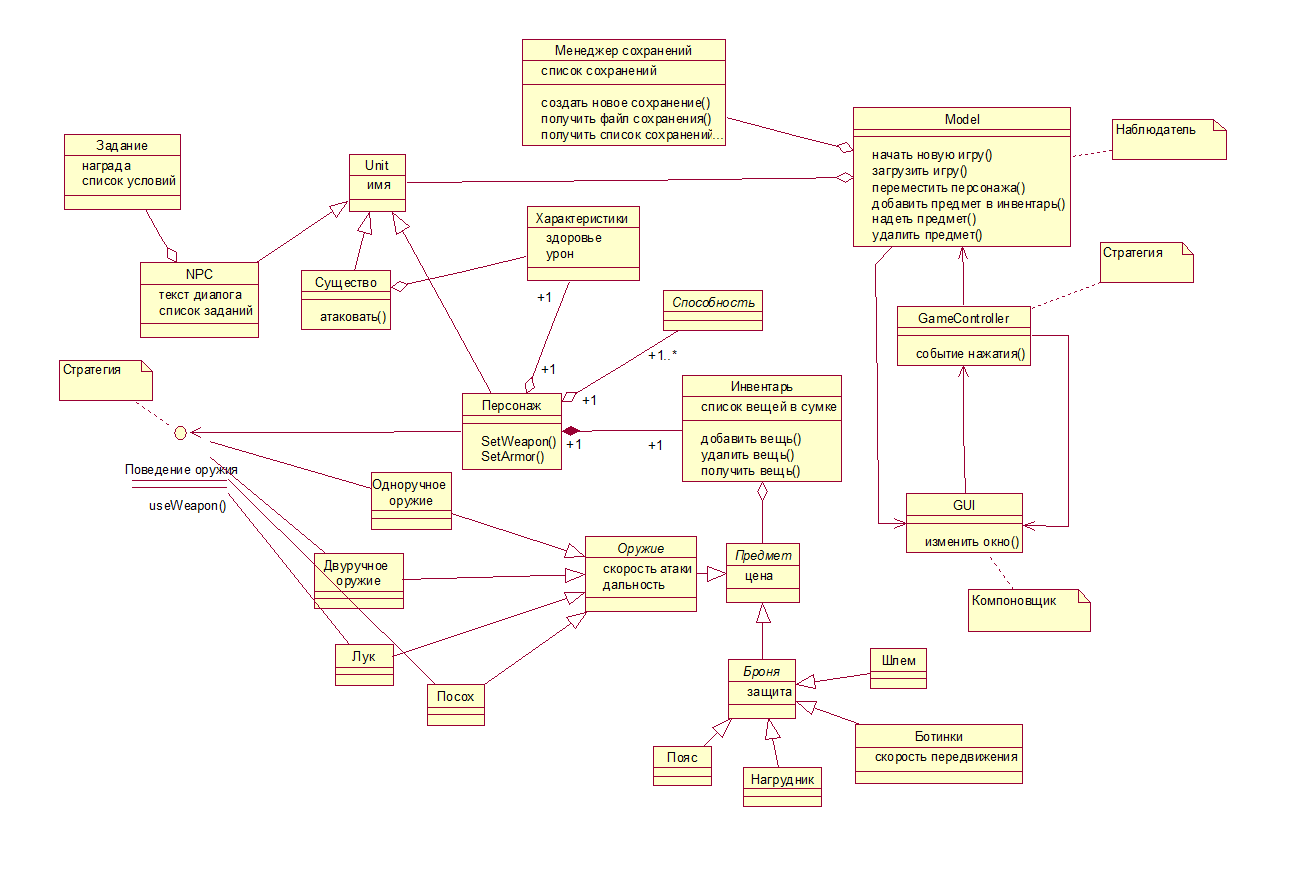 Менеджер сохранений
список сохранений
создать новое сохранение()
получить файл сохранения()
получить список сохранений...
Model
начать новую игру()
загрузить игру()
переместить персонажа()
добавить предмет в инвентарь()
надеть предмет()
удалить предмет()
Наблюдатель
Задание
награда
список условий
Unit
имя
Характеристики
здоровье
урон
Стратегия
NPC
текст диалога
список заданий
Существо
атаковать()
+1
Способность
GameController
событие нажатия()
+1..*
+1
Стратегия
+1
Персонаж
SetWeapon()
SetArmor()
+1
+1
Инвентарь
список вещей в сумке
добавить вещь()
удалить вещь()
получить вещь()
Поведение оружия
useWeapon()
Одноручное
оружие
GUI
изменить окно()
Оружие
скорость атаки
дальность
Предмет
цена
Двуручное
оружие
Компоновщик
Лук
Посох
Броня
защита
Шлем
Ботинки
скорость передвижения
Пояс
Нагрудник